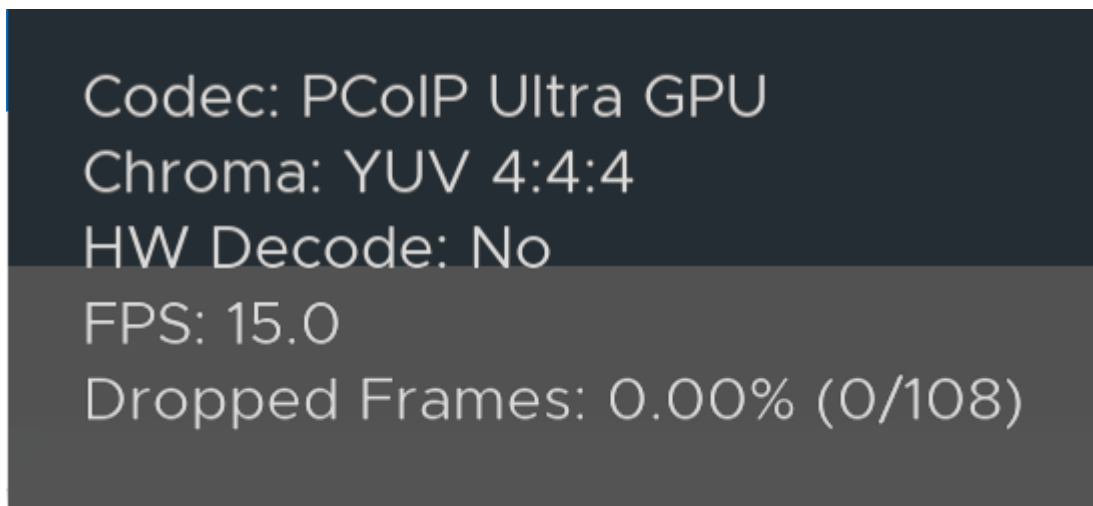 Codec: PCoIP Ultra GPU
Chroma: YUV 4:4:4
HW Decode: No
FPS: 15.0
Dropped Frames: 0.00% (0/108)